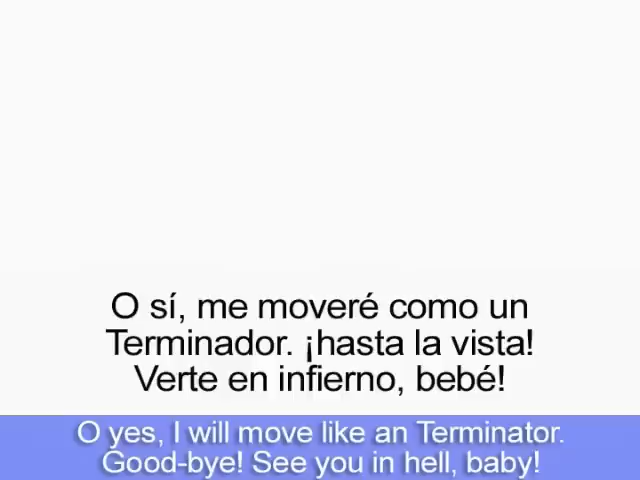 O sí, me moveré como un
Terminador. ¡hasta la vista!
Verte en infierno, bebé!
O yes, I will move like an Terminator.
Good-bye! See you in hell, baby!